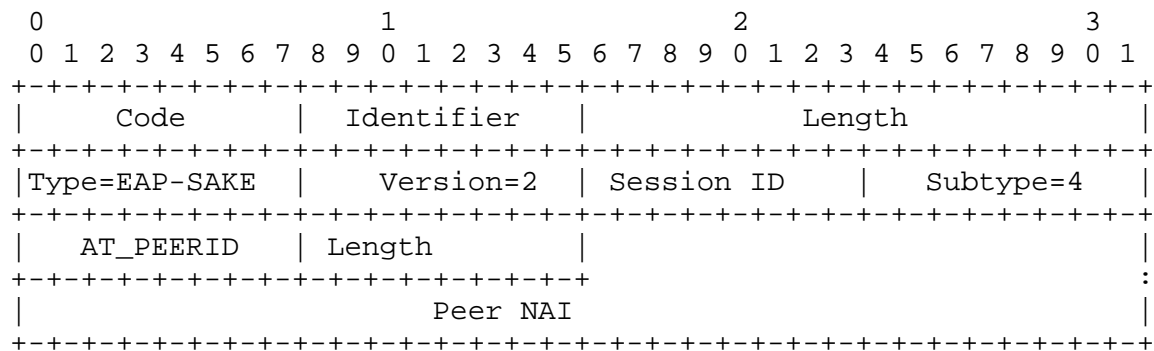 0                   1                   2                   3
 0 1 2 3 4 5 6 7 8 9 0 1 2 3 4 5 6 7 8 9 0 1 2 3 4 5 6 7 8 9 0 1
+-+-+-+-+-+-+-+-+-+-+-+-+-+-+-+-+-+-+-+-+-+-+-+-+-+-+-+-+-+-+-+-+
|     Code      |  Identifier   |            Length             |
+-+-+-+-+-+-+-+-+-+-+-+-+-+-+-+-+-+-+-+-+-+-+-+-+-+-+-+-+-+-+-+-+
|Type=EAP-SAKE  |    Version=2  | Session ID    |   Subtype=4   |
+-+-+-+-+-+-+-+-+-+-+-+-+-+-+-+-+-+-+-+-+-+-+-+-+-+-+-+-+-+-+-+-+
|   AT_PEERID   | Length        |                               |
+-+-+-+-+-+-+-+-+-+-+-+-+-+-+-+-+                               :
|                       Peer NAI                                |
+-+-+-+-+-+-+-+-+-+-+-+-+-+-+-+-+-+-+-+-+-+-+-+-+-+-+-+-+-+-+-+-+